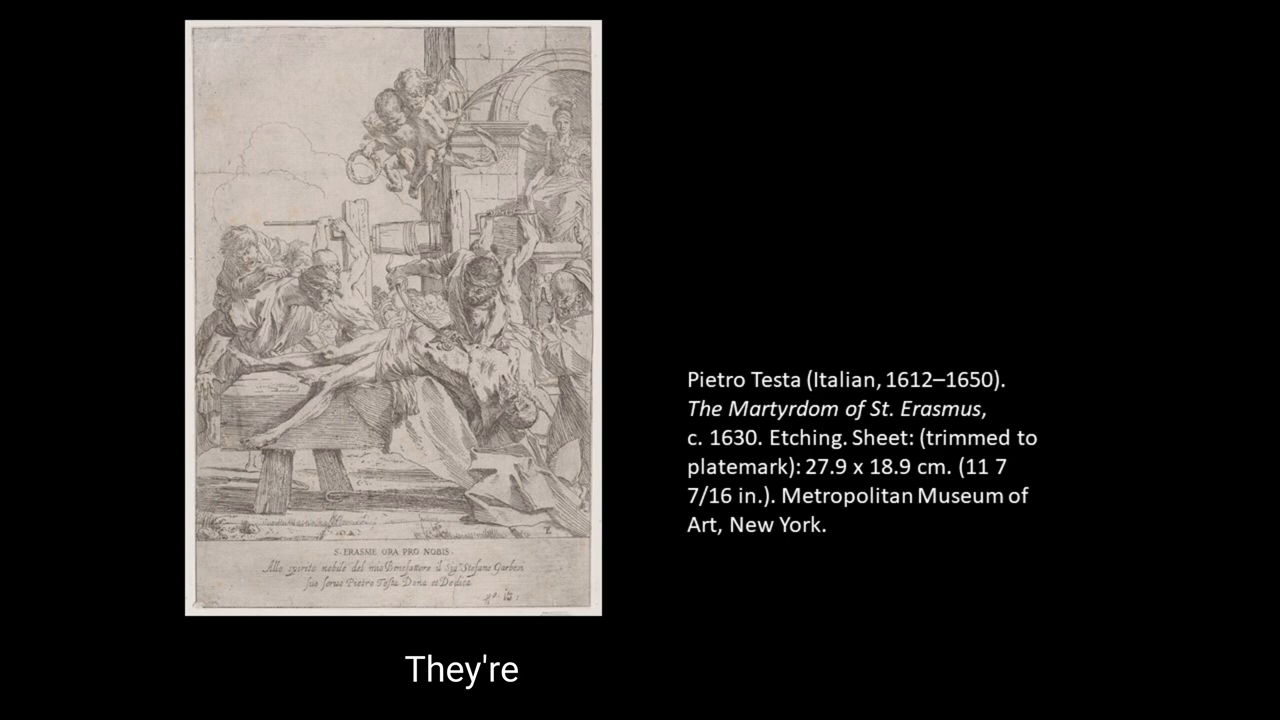 S. ERASME ORA PRO NOBIS.
Allo spirito nobile del mio Benefattore il Sig.r Stefano Garbesi
suo seruo Pietro Testa Dona et Dedica
Pietro Testa (Italian, 1612–1650).
The Martyrdom of St. Erasmus,
c. 1630. Etching. Sheet: (trimmed to
platemark): 27.9 x 18.9 cm. (11 7
7/16 in.). Metropolitan Museum of
Art, New York.
They're